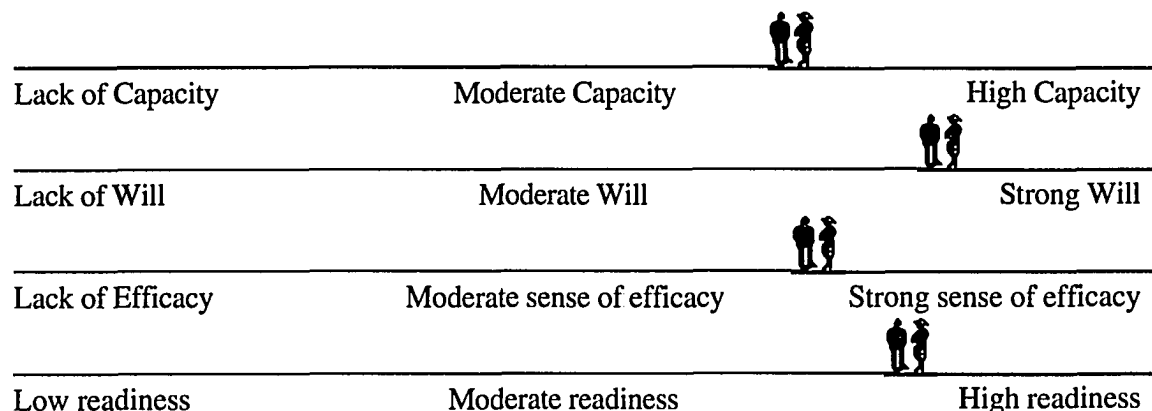 Lack of Capacity Moderate Capacity High Capacity
Lack of Will Moderate Will Strong Will
Lack of Efficacy Moderate sense of efficacy Strong sense of efficacy
Low readiness Moderate readiness High readiness